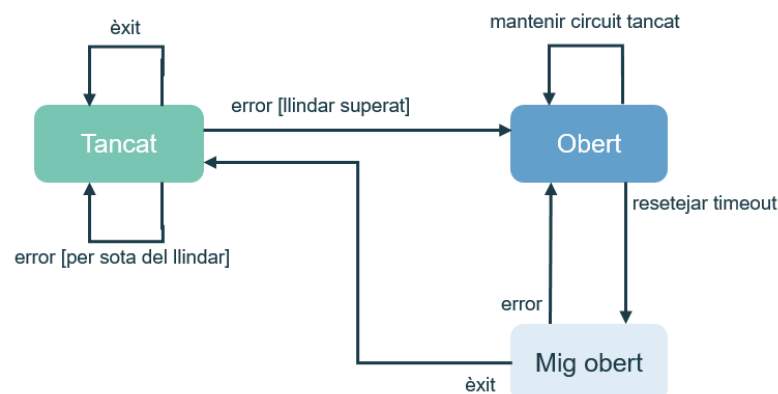 èxit
mantenir circuit tancat
error [llindar superat]
Tancat
Obert
resetejar timeout
error [per sota del llindar]
error
Mig obert
èxit